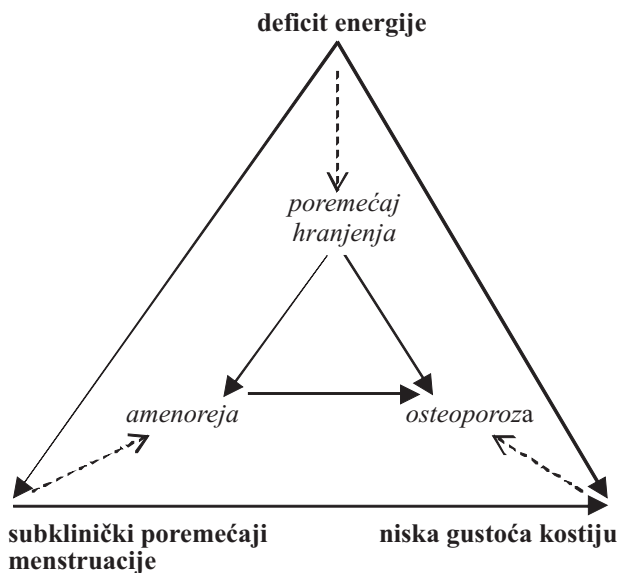 deficit energije
poremećaj
hranjenja
amenoreja
osteoporoza
subklinički poremećaji
menstruacije
niska gustoća kostiju